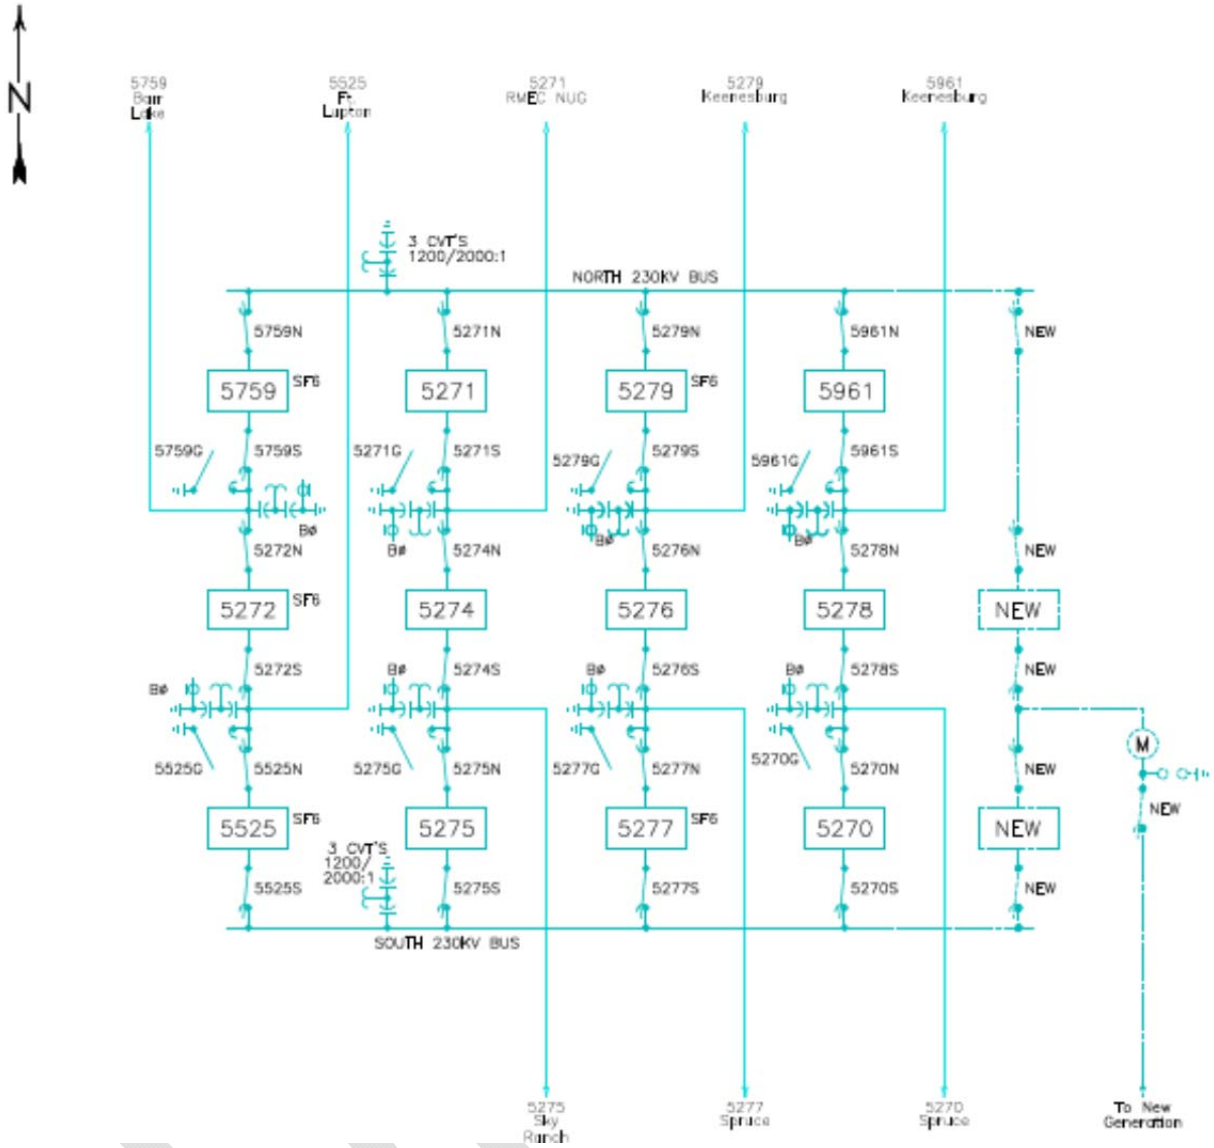 N
5759
Barr
Lake
5525
Ft.
Lupton
5271
RMEC NUG
5279
Keenesburg
5961
Keenesburg
3 CVT'S
1200/2000:1
NORTH 230KV BUS
5759N
5271N
5279N
5961N
NEW
5759
SF6
5271
5279
SF6
5961
5759G
5759S
5271G
5271S
5279G
5279S
5961G
5961S
BØ
BØ
BØ
BØ
5272N
5274N
5276N
5278N
NEW
5272
SF6
5274
5276
5278
NEW
BØ
5272S
BØ
5274S
BØ
5276S
BØ
5278S
NEW
M
5525G
5525N
5275G
5275N
5277G
5277N
5270G
5270N
NEW
NEW
5525
SF6
5275
5277
SF6
5270
NEW
3 CVT'S
1200/
2000:1
5525S
5275S
5277S
5270S
NEW
SOUTH 230KV BUS
5275
Sky
Ranch
5277
Spruce
5270
Spruce
To New
Generation